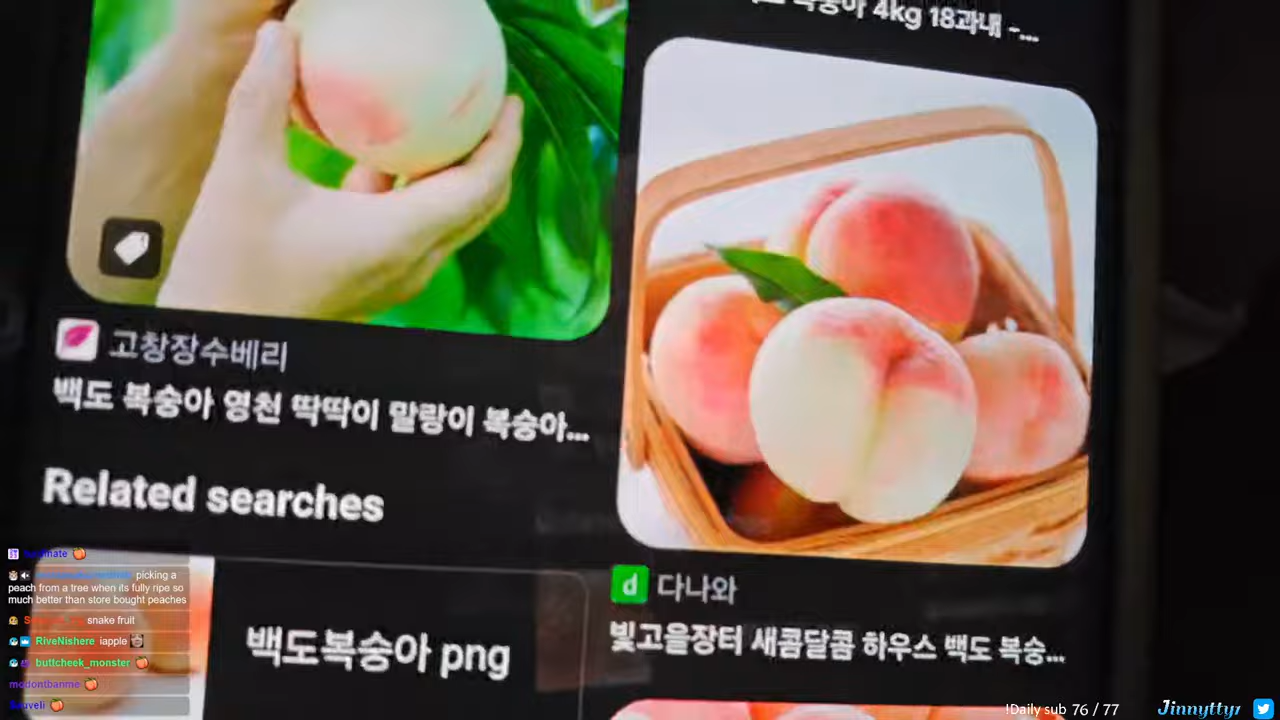 복숭아 4kg 18과내 -...
고창장수베리
백도 복숭아 영천 딱딱이 말랑이 복숭아...
Related searches
백도복숭아 png
d 다나와
빛고을장터 새콤달콤 하우스 백도 복숭...
picking a
peach from a tree when its fully ripe so
much better than store bought peaches
snake fruit
RiveNishere iapple
buttcheek_monster
modontbanme
!Daily sub 76 / 77
Jinnytty